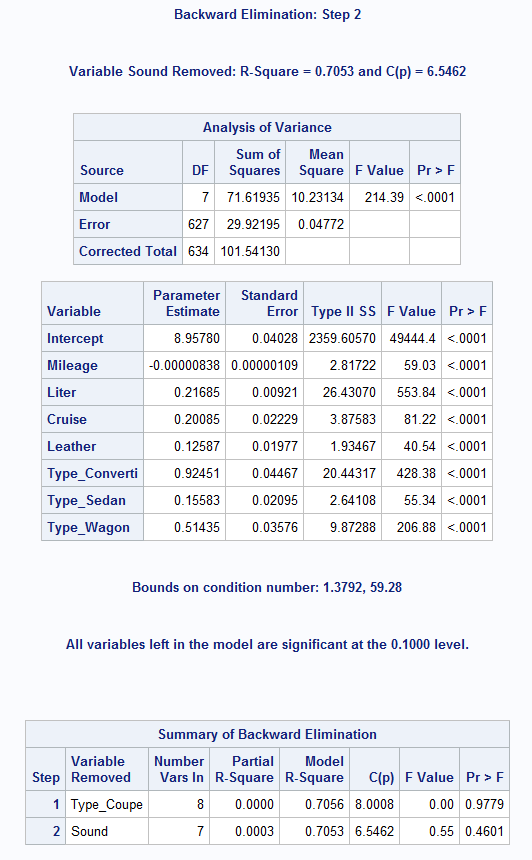 Backward Elimination: Step 2
Variable Sound Removed: R-Square = 0.7053 and C(p) = 6.5462
Analysis of Variance
Source DF Sum of Squares Mean Square F Value Pr > F
Model 7 71.61935 10.23134 214.39 <.0001
Error 627 29.92195 0.04772
Corrected Total 634 101.54130
Variable Parameter Estimate Standard Error Type II SS F Value Pr > F
Intercept 8.95780 0.04028 2359.60570 49444.4 <.0001
Mileage -0.00000838 0.00000109 2.81722 59.03 <.0001
Liter 0.21685 0.00921 26.43070 553.84 <.0001
Cruise 0.20085 0.02229 3.87583 81.22 <.0001
Leather 0.12587 0.01977 1.93467 40.54 <.0001
Type_Converti 0.92451 0.04467 20.44317 428.38 <.0001
Type_Sedan 0.15583 0.02095 2.64108 55.34 <.0001
Type_Wagon 0.51435 0.03576 9.87288 206.88 <.0001
Bounds on condition number: 1.3792, 59.28
All variables left in the model are significant at the 0.1000 level.
Summary of Backward Elimination
Step Variable Removed Number Vars In Partial R-Square Model R-Square C(p) F Value Pr > F
1 Type_Coupe 8 0.0000 0.7056 8.0008 0.00 0.9779
2 Sound 7 0.0003 0.7053 6.5462 0.55 0.4601